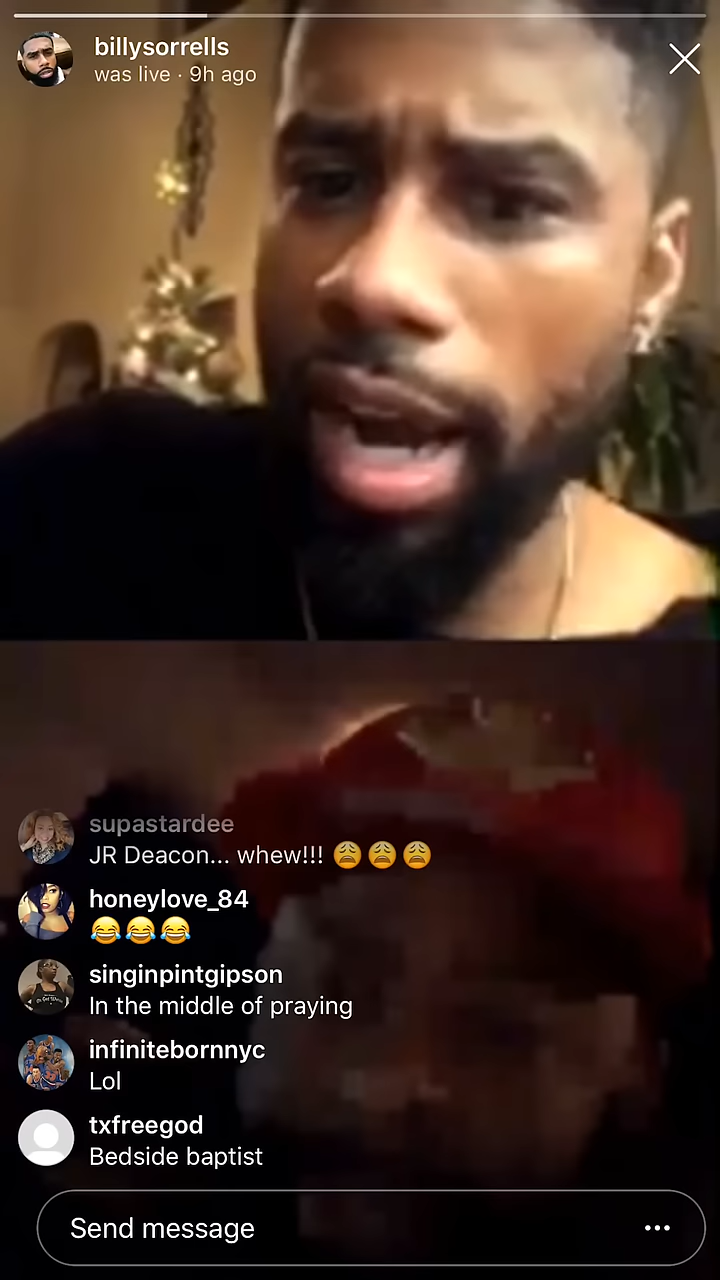 billysorrells
was live · 9h ago
supastardee
JR Deacon... whew!!! 😩😩😩
honeylove_84
😂😂😂
singinpintgipson
In the middle of praying
infinitebornnyc
Lol
txfreegod
Bedside baptist
Send message